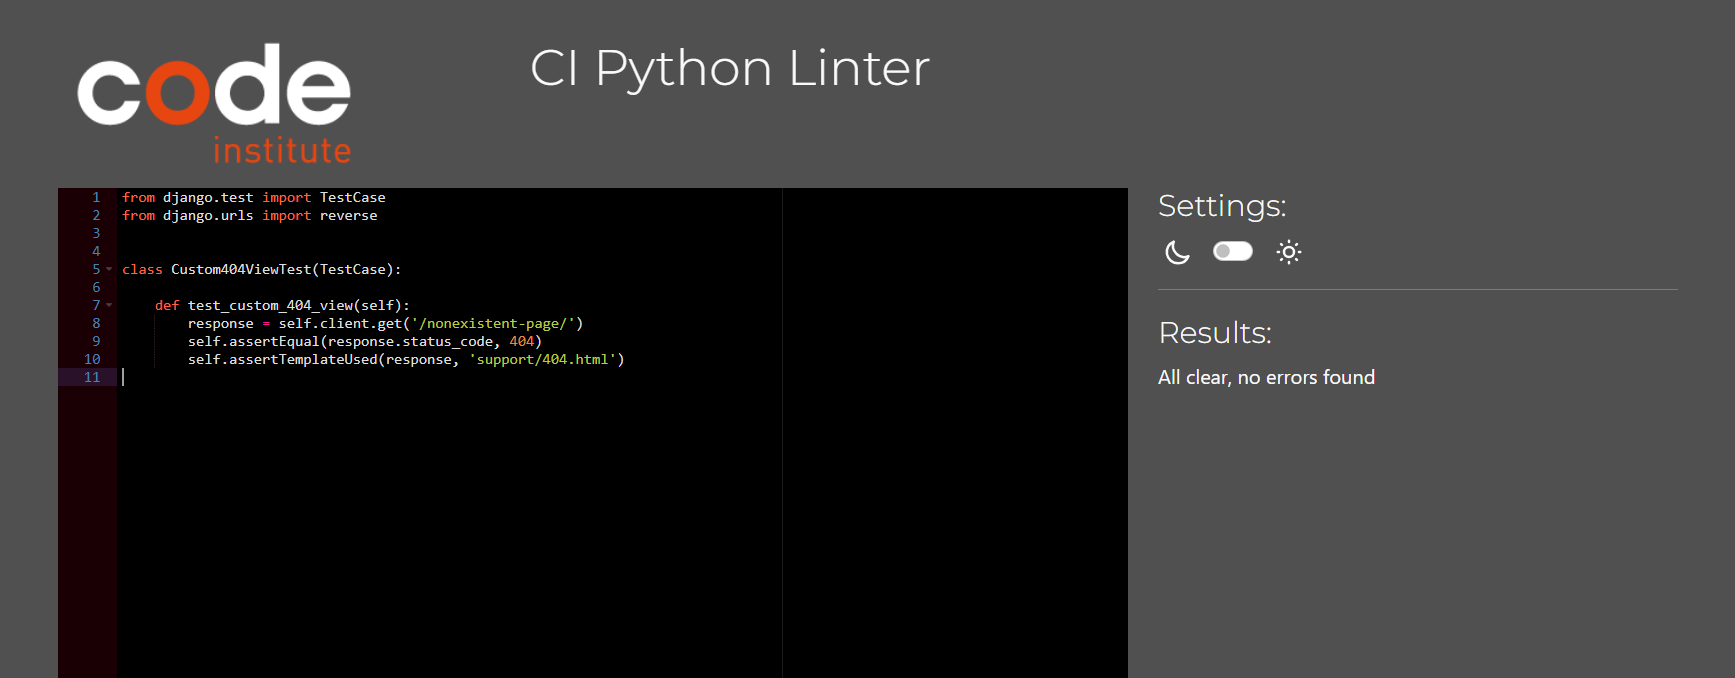 code
institute
CI Python Linter
1 from django.test import TestCase
2 from django.urls import reverse
3
4
5 class Custom404ViewTest(TestCase):
6
7     def test_custom_404_view(self):
8         response = self.client.get('/nonexistent-page/')
9         self.assertEqual(response.status_code, 404)
10         self.assertTemplateUsed(response, 'support/404.html')
11
Settings:
Results:
All clear, no errors found